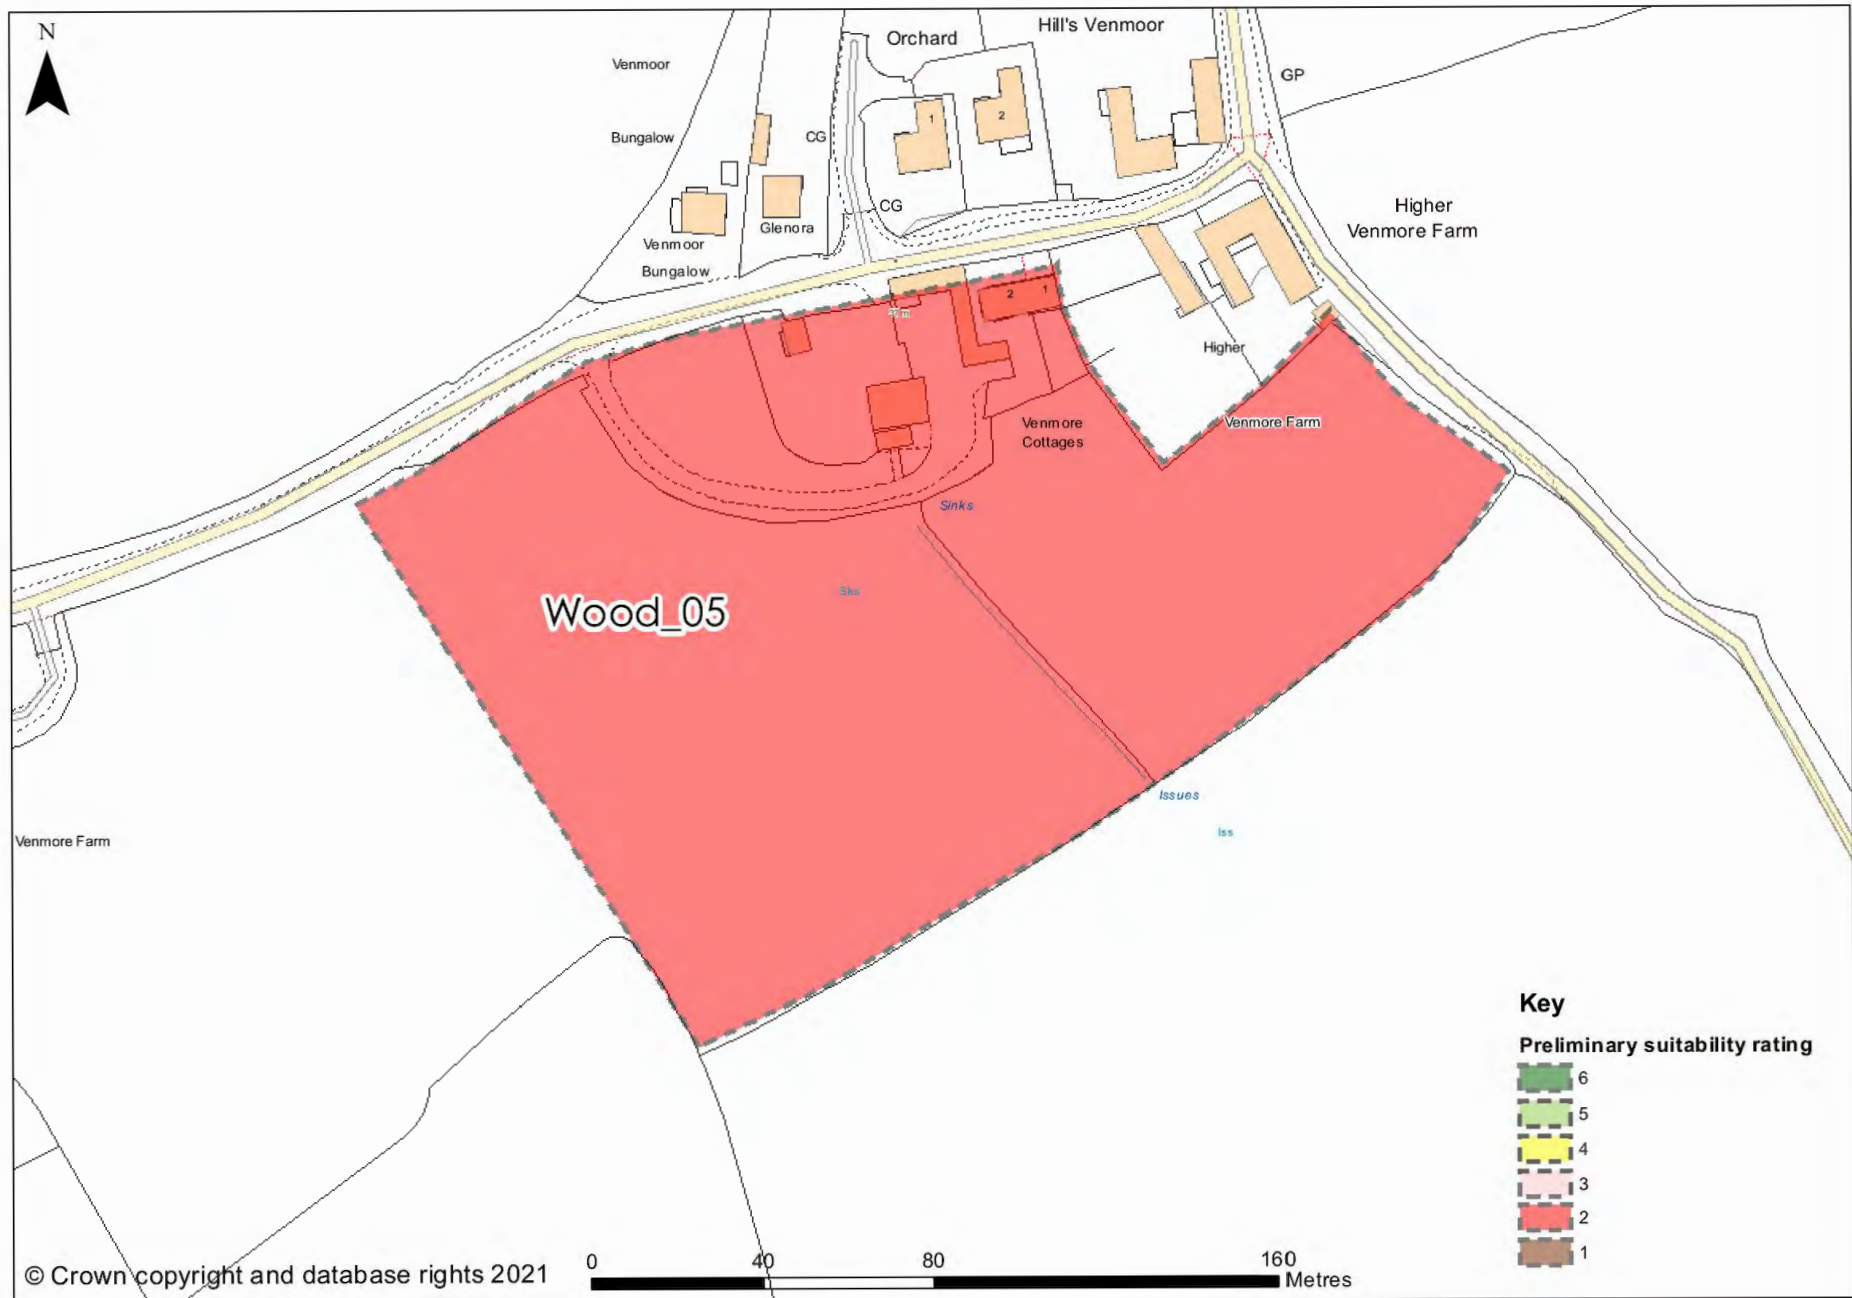 N
Orchard
Hill's Venmoor
Venmoor
GP
1
2
Bungalow
CG
CG
Higher
Venmore Farm
Glenora
Venmoor
Bungalow
2
1
Higher
Venmore
Cottages
Venmore Farm
Sinks
Sks
Wood_05
Issues
Iss
Venmore Farm
Key
Preliminary suitability rating
6
5
4
3
2
1
0
40
80
160
Metres
© Crown copyright and database rights 2021